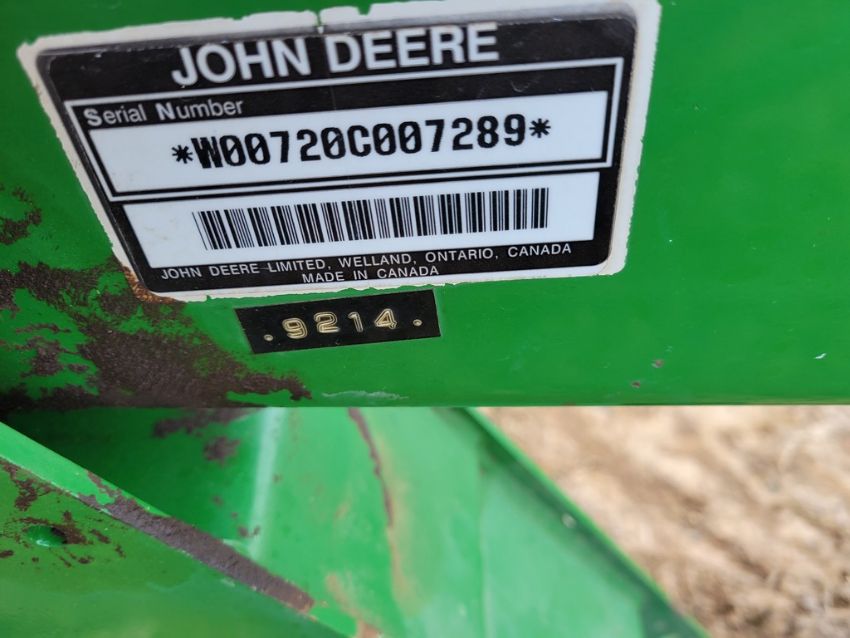 JOHN DEERE
Serial Number
*W00720C007289*
JOHN DEERE LIMITED, WELLAND, ONTARIO, CANADA
MADE IN CANADA
.9214.